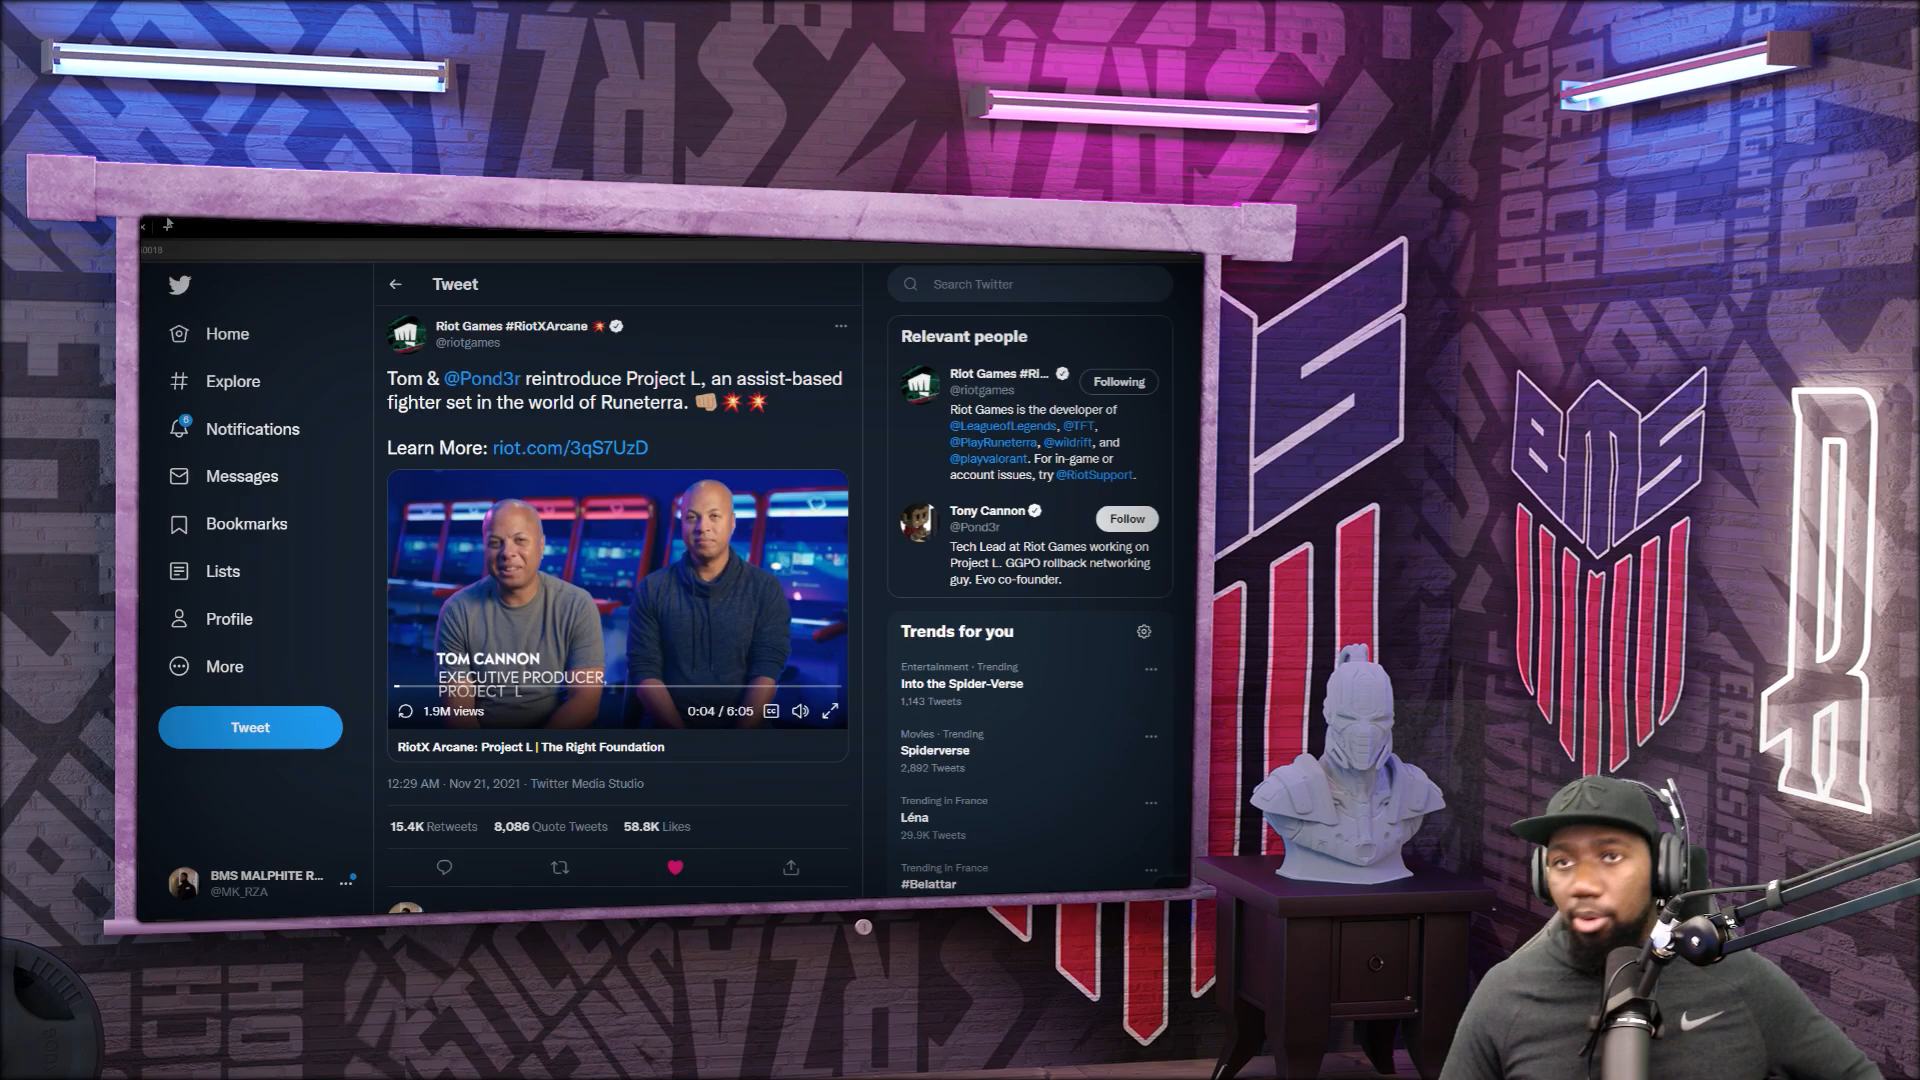 60018
Tweet
Search Twitter
Home
Explore
6
Notifications
Messages
Bookmarks
Lists
Profile
More
Tweet
BMS MALPHITE R...
@MK_RZA
Riot Games #RiotXArcane
@riotgames
Tom & @Pond3r reintroduce Project L, an assist-based
fighter set in the world of Runeterra.
Learn More: riot.com/3qS7UzD
TOM CANNON
EXECUTIVE PRODUCER,
PROJECT L
1.9M views
0:04 / 6:05
CC
RiotX Arcane: Project L | The Right Foundation
12:29 AM · Nov 21, 2021 · Twitter Media Studio
15.4K Retweets 8,086 Quote Tweets 58.8K Likes
Relevant people
Riot Games #Ri...
@riotgames
Following
Riot Games is the developer of
@LeagueofLegends, @TFT,
@PlayRuneterra, @wildrift, and
@playvalorant. For in-game or
account issues, try @RiotSupport.
Tony Cannon
@Pond3r
Follow
Tech Lead at Riot Games working on
Project L. GGPO rollback networking
guy. Evo co-founder.
Trends for you
Entertainment · Trending
Into the Spider-Verse
1,143 Tweets
Movies · Trending
Spiderverse
2,892 Tweets
Trending in France
Léna
29.9K Tweets
Trending in France
#Belattar
BMS